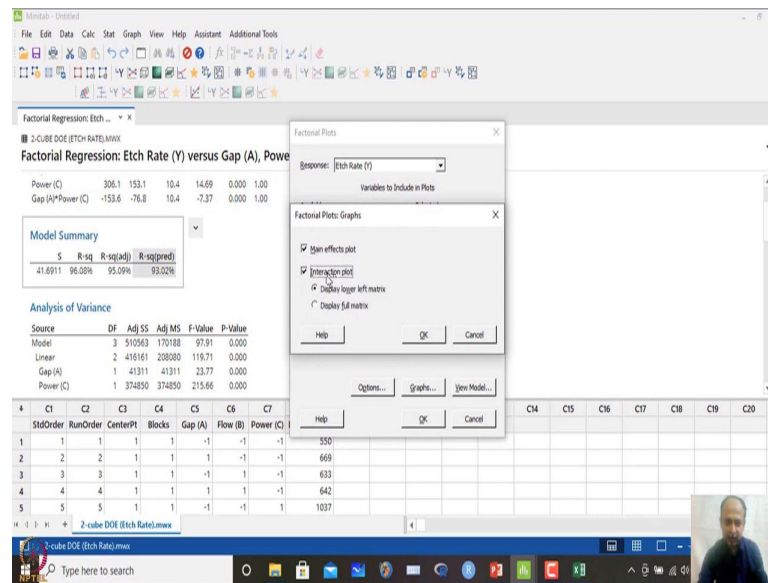 Minitab - Untitled
File Edit Data Calc Stat Graph View Help Assistant Additional Tools
Factorial Regression: Etch ...
2-CUBE DOE (ETCH RATE).MWX
Factorial Regression: Etch Rate (Y) versus Gap (A), Powe
Power (C) 306.1 153.1 10.4 14.69 0.000 1.00
Gap (A)*Power (C) -153.6 -76.8 10.4 -7.37 0.000 1.00
Model Summary
S R-sq R-sq(adj) R-sq(pred)
41.6911 96.08% 95.09% 93.02%
Analysis of Variance
Source DF Adj SS Adj MS F-Value P-Value
Model 3 510563 170188 97.91 0.000
Linear 2 416161 208080 119.71 0.000
Gap (A) 1 41311 41311 23.77 0.000
Power (C) 1 374850 374850 215.66 0.000
Factorial Plots
Response: Etch Rate (Y)
Variables to Include in Plots
Factorial Plots: Graphs
Main effects plot
Interaction plot
Display lower left matrix
Display full matrix
Help OK Cancel
Options... Graphs... View Model...
Help OK Cancel
C1 C2 C3 C4 C5 C6 C7 C14 C15 C16 C17 C18 C19 C20
StdOrder RunOrder CenterPt Blocks Gap (A) Flow (B) Power (C)
1 1 1 1 1 -1 -1 -1 550
2 2 2 1 1 1 -1 -1 669
3 3 3 1 1 -1 1 -1 633
4 4 4 1 1 1 1 -1 642
5 5 5 1 1 -1 -1 1 1037
2-cube DOE (Etch Rate).mwx
2-cube DOE (Etch Rate).mwx
NPTEL
Type here to search